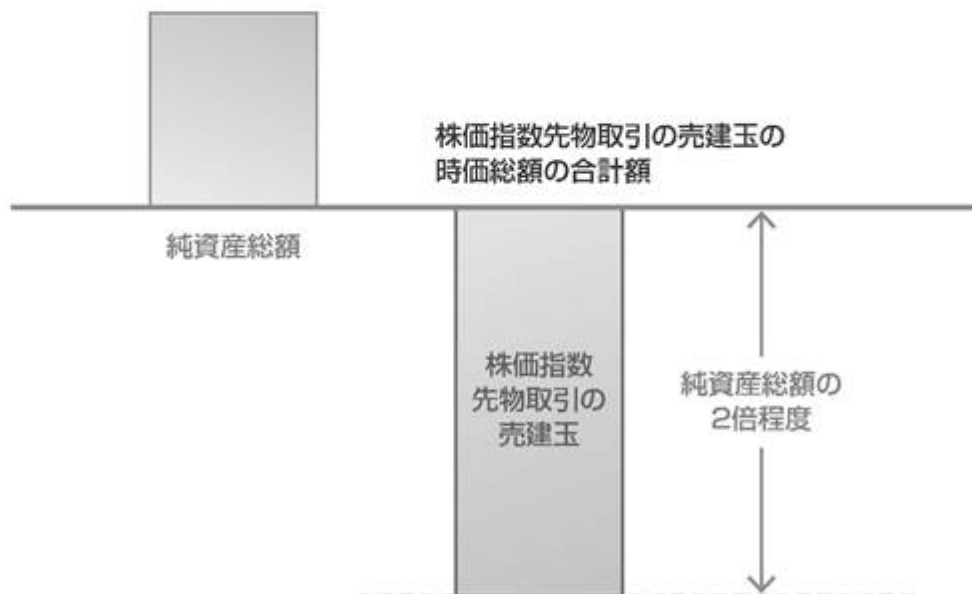 株価指数先物取引の売建玉の
時価総額の合計額
純資産総額
株価指数
先物取引の
売建玉
純資産総額の
2倍程度